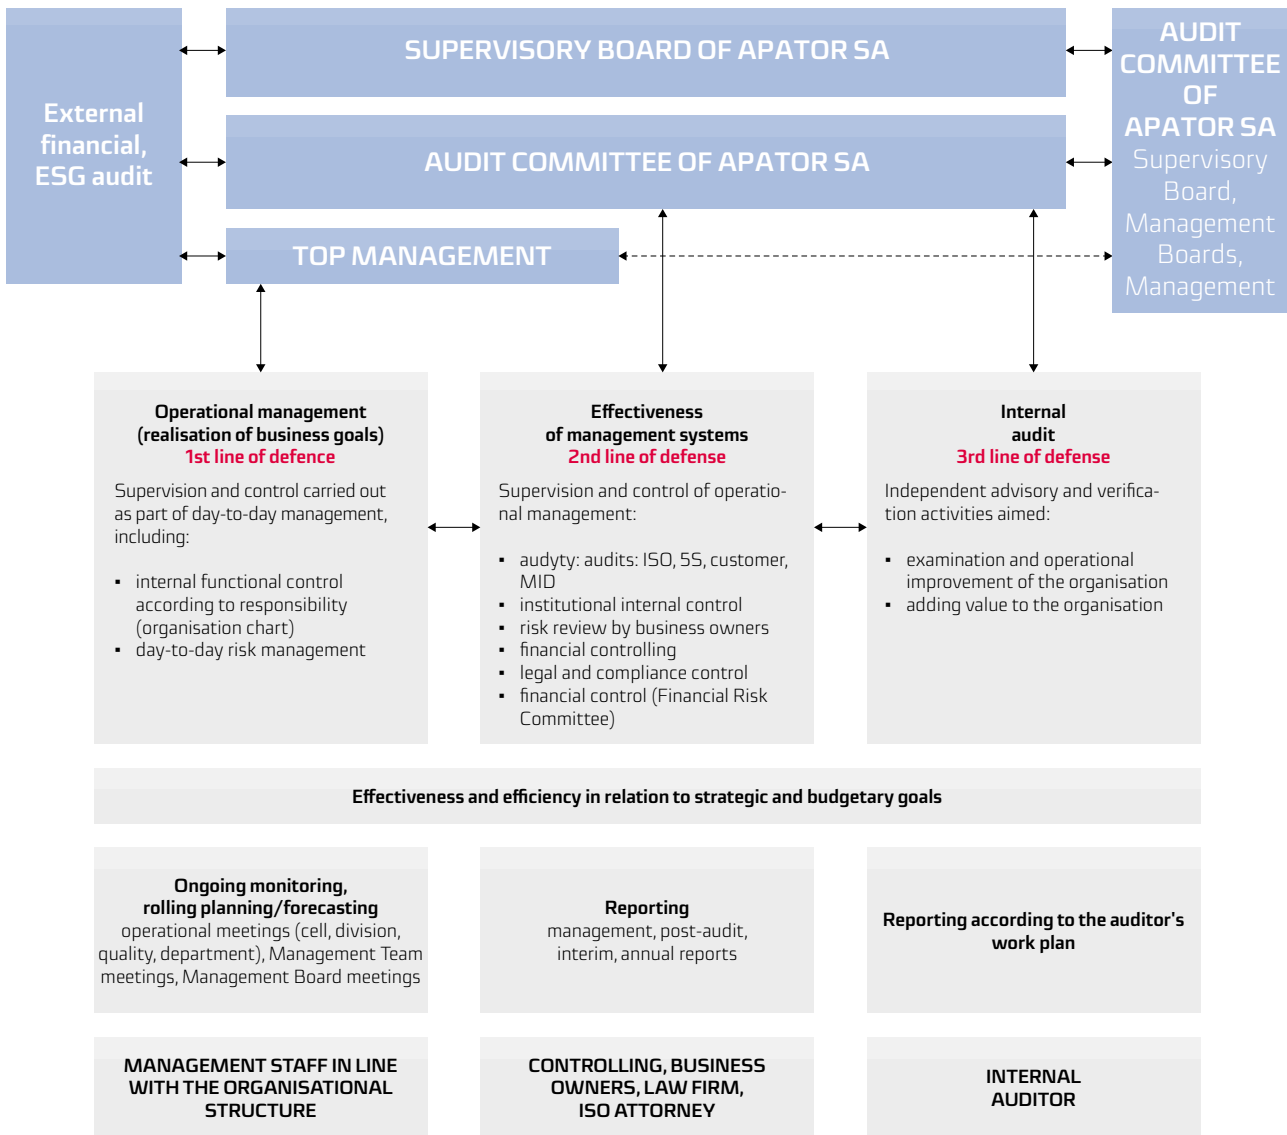 External
financial,
ESG audit
SUPERVISORY BOARD OF APATOR SA
AUDIT COMMITTEE OF APATOR SA
TOP MANAGEMENT
AUDIT
COMMITTEE
OF
APATOR SA
Supervisory
Board,
Management
Boards,
Management
Operational management
(realisation of business goals)
1st line of defence
Supervision and control carried out
as part of day-to-day management,
including:
▪ internal functional control
according to responsibility
(organisation chart)
▪ day-to-day risk management
Effectiveness
of management systems
2nd line of defense
Supervision and control of operatio-
nal management:
▪ audyty: audits: ISO, 5S, customer,
MID
▪ institutional internal control
▪ risk review by business owners
▪ financial controlling
▪ legal and compliance control
▪ financial control (Financial Risk
Committee)
Internal
audit
3rd line of defense
Independent advisory and verifica-
tion activities aimed:
▪ examination and operational
improvement of the organisation
▪ adding value to the organisation
Effectiveness and efficiency in relation to strategic and budgetary goals
Ongoing monitoring,
rolling planning/forecasting
operational meetings (cell, division,
quality, department), Management Team
meetings, Management Board meetings
Reporting
management, post-audit,
interim, annual reports
Reporting according to the auditor's
work plan
MANAGEMENT STAFF IN LINE
WITH THE ORGANISATIONAL
STRUCTURE
CONTROLLING, BUSINESS
OWNERS, LAW FIRM,
ISO ATTORNEY
INTERNAL
AUDITOR